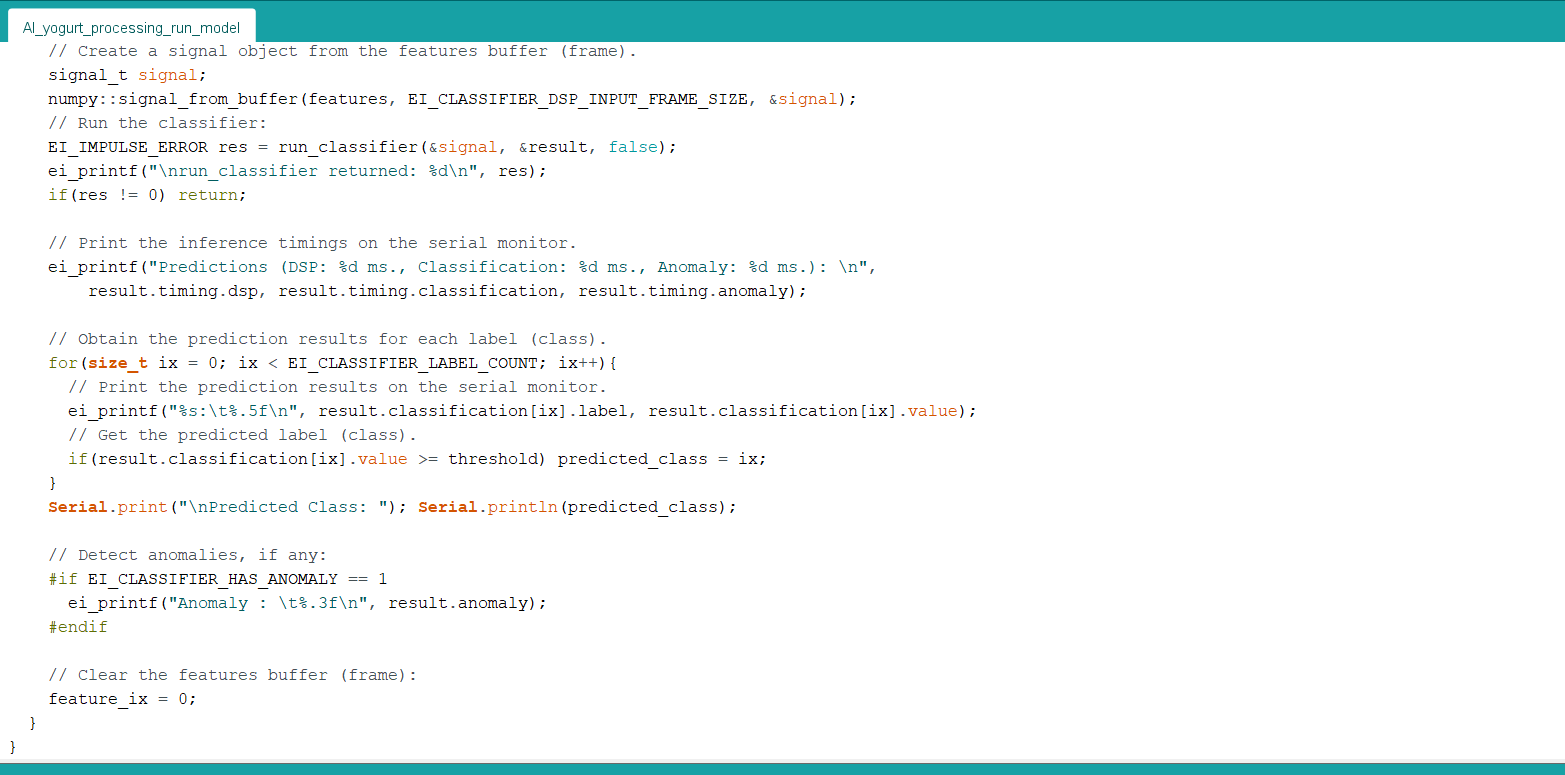 AI_yogurt_processing_run_model
// Create a signal object from the features buffer (frame).
signal_t signal;
numpy::signal_from_buffer(features, EI_CLASSIFIER_DSP_INPUT_FRAME_SIZE, &signal);
// Run the classifier:
EI_IMPULSE_ERROR res = run_classifier(&signal, &result, false);
ei_printf("\nrun_classifier returned: %d\n", res);
if(res != 0) return;
// Print the inference timings on the serial monitor.
ei_printf("Predictions (DSP: %d ms., Classification: %d ms., Anomaly: %d ms.): \n",
result.timing.dsp, result.timing.classification, result.timing.anomaly);
// Obtain the prediction results for each label (class).
for(size_t ix = 0; ix < EI_CLASSIFIER_LABEL_COUNT; ix++){
// Print the prediction results on the serial monitor.
ei_printf("%s:\t%.5f\n", result.classification[ix].label, result.classification[ix].value);
// Get the predicted label (class).
if(result.classification[ix].value >= threshold) predicted_class = ix;
}
Serial.print("\nPredicted Class: "); Serial.println(predicted_class);
// Detect anomalies, if any:
#if EI_CLASSIFIER_HAS_ANOMALY == 1
ei_printf("Anomaly : \t%.3f\n", result.anomaly);
#endif
// Clear the features buffer (frame):
feature_ix = 0;
}
}